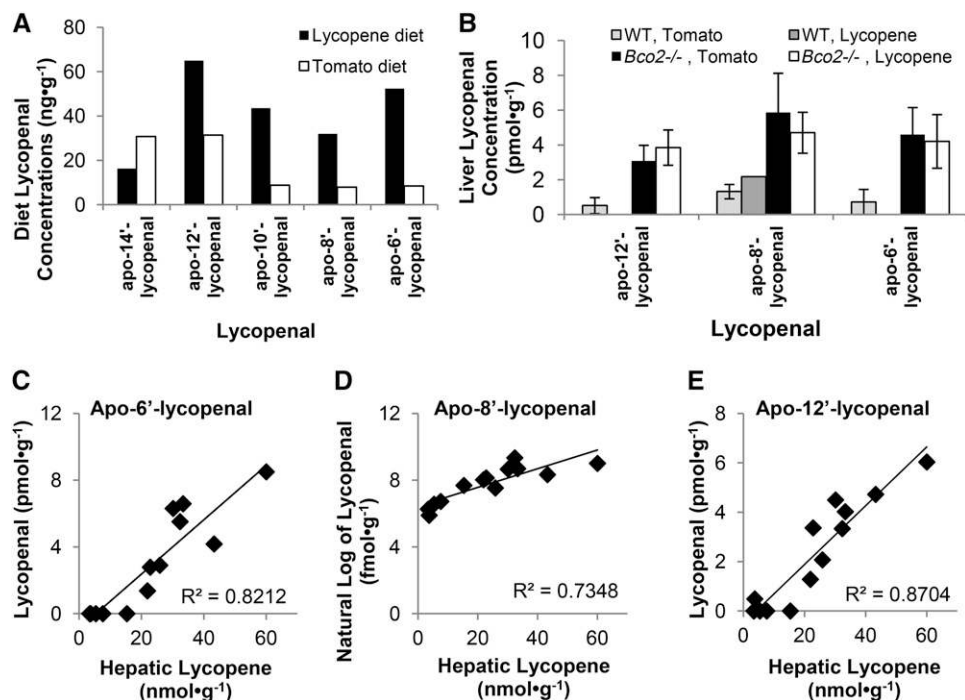 A
Diet Lycopenal
Concentrations (ng•g⁻¹)
80
60
40
20
0
Lycopene diet
Tomato diet
apo-14'-
lycopenal
apo-12'-
lycopenal
apo-10'-
lycopenal
apo-8'-
lycopenal
apo-6'-
lycopenal
Lycopenal
B
WT, Tomato
WT, Lycopene
Bco2-/- , Tomato
Bco2-/- , Lycopene
Liver Lycopenal
Concentration
(pmol•g⁻¹)
10
8
6
4
2
0
apo-12'-
lycopenal
apo-8'-
lycopenal
apo-6'-
lycopenal
Lycopenal
C
Apo-6'-lycopenal
Lycopenal (pmol•g⁻¹)
12
8
4
0
R² = 0.8212
0 20 40 60
Hepatic Lycopene
(nmol•g⁻¹)
D
Apo-8'-lycopenal
Natural Log of Lycopenal
(fmol•g⁻¹)
12
9
6
3
0
R² = 0.7348
0 20 40 60
Hepatic Lycopene
(nmol•g⁻¹)
E
Apo-12'-lycopenal
Lycopenal (pmol•g⁻¹)
8
6
4
2
0
R² = 0.8704
0 20 40 60
Hepatic Lycopene
(nmol•g⁻¹)